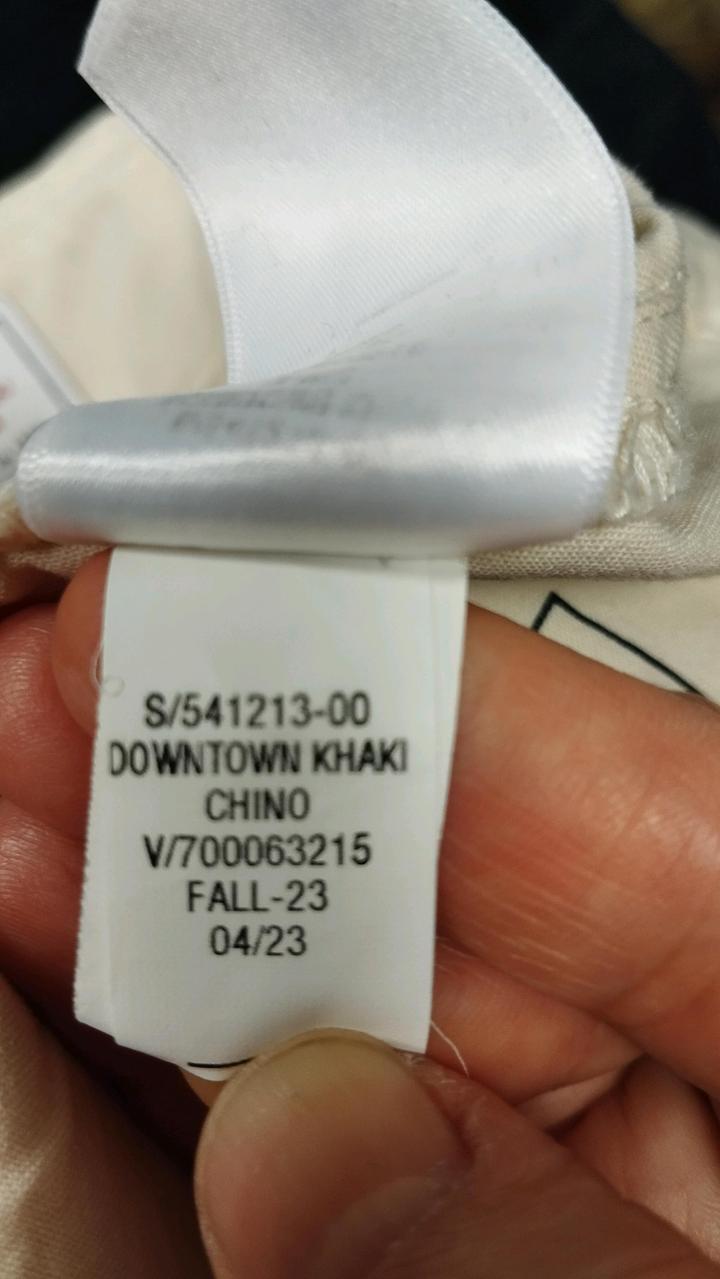 S/541213-00
DOWNTOWN KHAKI
CHINO
V/700063215
FALL-23
04/23